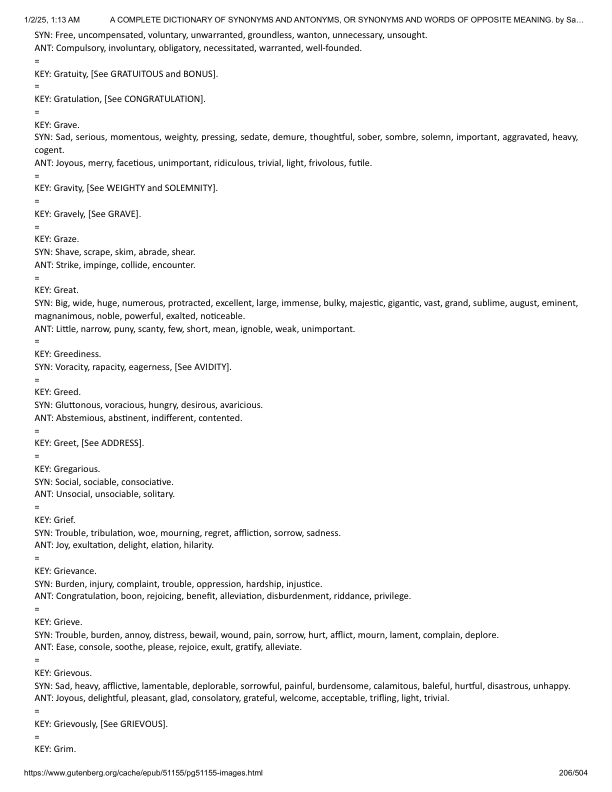 1/2/25, 1:13 AM A COMPLETE DICTIONARY OF SYNONYMS AND ANTONYMS, OR SYNONYMS AND WORDS OF OPPOSITE MEANING. by Sa…
SYN: Free, uncompensated, voluntary, unwarranted, groundless, wanton, unnecessary, unsought.
ANT: Compulsory, involuntary, obligatory, necessitated, warranted, well-founded.
=
KEY: Gratuity, [See GRATUITOUS and BONUS].
=
KEY: Gratulation, [See CONGRATULATION].
=
KEY: Grave.
SYN: Sad, serious, momentous, weighty, pressing, sedate, demure, thoughtful, sober, sombre, solemn, important, aggravated, heavy,
cogent.
ANT: Joyous, merry, facetious, unimportant, ridiculous, trivial, light, frivolous, futile.
=
KEY: Gravity, [See WEIGHTY and SOLEMNITY].
=
KEY: Gravely, [See GRAVE].
=
KEY: Graze.
SYN: Shave, scrape, skim, abrade, shear.
ANT: Strike, impinge, collide, encounter.
=
KEY: Great.
SYN: Big, wide, huge, numerous, protracted, excellent, large, immense, bulky, majestic, gigantic, vast, grand, sublime, august, eminent,
magnanimous, noble, powerful, exalted, noticeable.
ANT: Little, narrow, puny, scanty, few, short, mean, ignoble, weak, unimportant.
=
KEY: Greediness.
SYN: Voracity, rapacity, eagerness, [See AVIDITY].
=
KEY: Greed.
SYN: Gluttonous, voracious, hungry, desirous, avaricious.
ANT: Abstemious, abstinent, indifferent, contented.
=
KEY: Greet, [See ADDRESS].
=
KEY: Gregarious.
SYN: Social, sociable, consociative.
ANT: Unsocial, unsociable, solitary.
=
KEY: Grief.
SYN: Trouble, tribulation, woe, mourning, regret, affliction, sorrow, sadness.
ANT: Joy, exultation, delight, elation, hilarity.
=
KEY: Grievance.
SYN: Burden, injury, complaint, trouble, oppression, hardship, injustice.
ANT: Congratulation, boon, rejoicing, benefit, alleviation, disburdenment, riddance, privilege.
=
KEY: Grieve.
SYN: Trouble, burden, annoy, distress, bewail, wound, pain, sorrow, hurt, afflict, mourn, lament, complain, deplore.
ANT: Ease, console, soothe, please, rejoice, exult, gratify, alleviate.
=
KEY: Grievous.
SYN: Sad, heavy, afflictive, lamentable, deplorable, sorrowful, painful, burdensome, calamitous, baleful, hurtful, disastrous, unhappy.
ANT: Joyous, delightful, pleasant, glad, consolatory, grateful, welcome, acceptable, trifling, light, trivial.
=
KEY: Grievously, [See GRIEVOUS].
=
KEY: Grim.
https://www.gutenberg.org/cache/epub/51155/pg51155-images.html 206/504